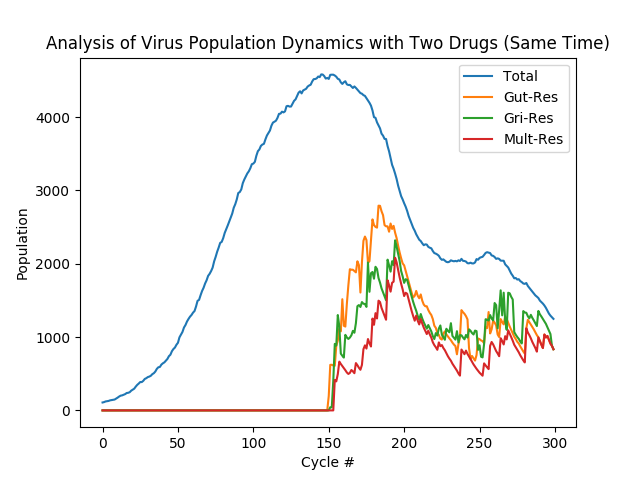 Analysis of Virus Population Dynamics with Two Drugs (Same Time)
Total
Gut-Res
Gri-Res
Mult-Res
Population
4000
3000
2000
1000
0
0 50 100 150 200 250 300
Cycle #